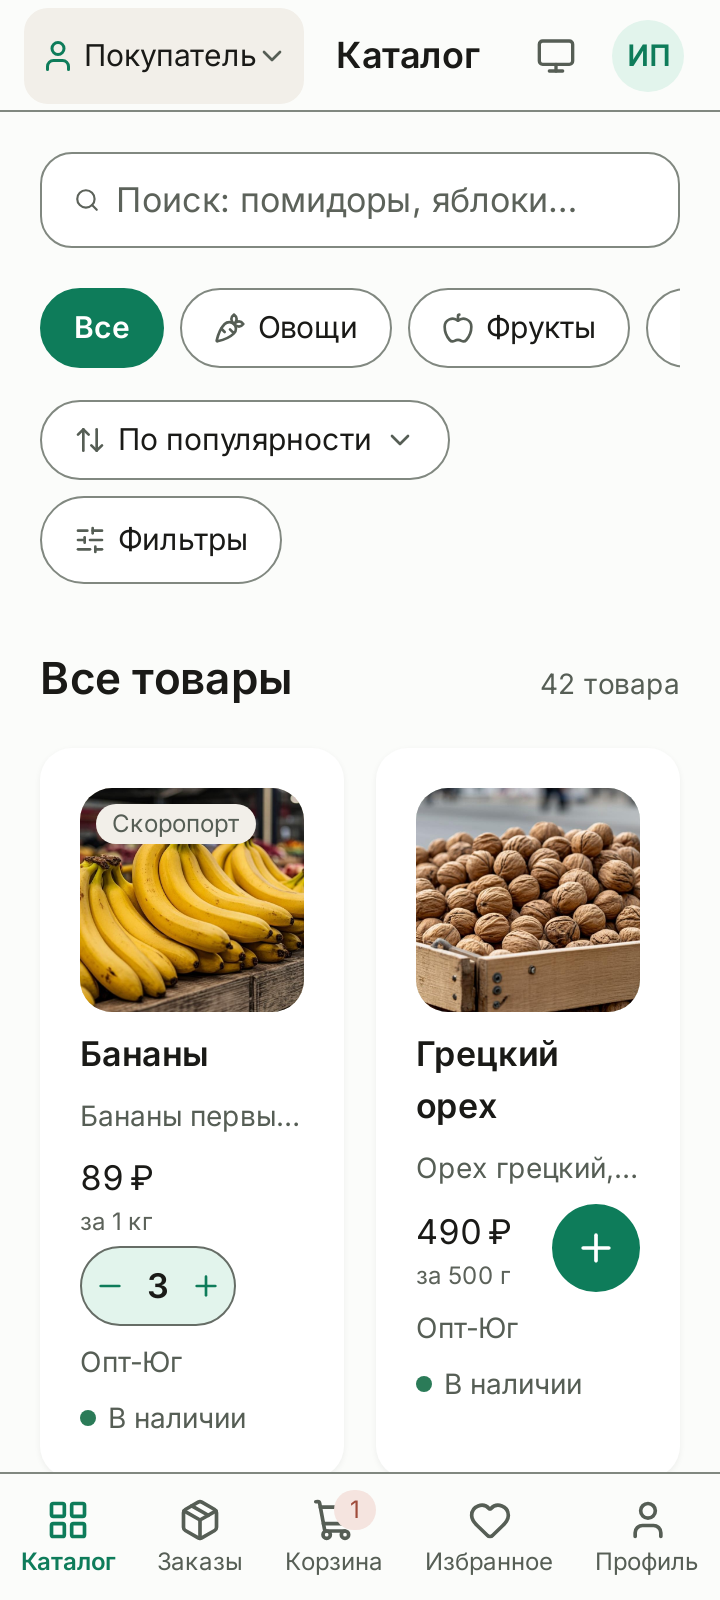 Покупатель
Каталог
ИП
Поиск: помидоры, яблоки...
Все
Овощи
Фрукты
По популярности
Фильтры
Все товары
42 товара
Скоропорт
Бананы
Бананы первы...
89 ₽
за 1 кг
− 3 +
Опт-Юг
В наличии
Грецкий
орех
Орех грецкий,...
490 ₽
за 500 г
+
Опт-Юг
В наличии
Каталог
Заказы
1
Корзина
Избранное
Профиль